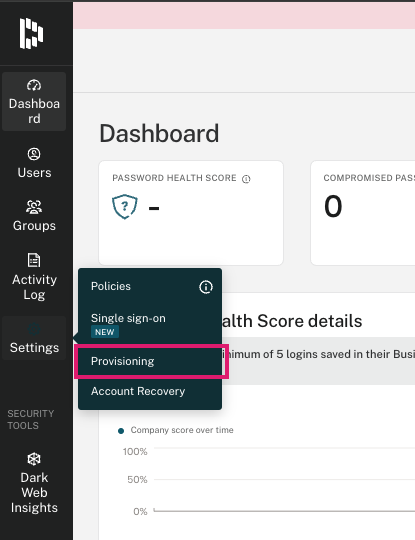 Dashboa
rd
Users
Groups
Activity
Log
Settings
SECURITY
TOOLS
Dark
Web
Insights
Policies
Single sign-on
NEW
Provisioning
Account Recovery
Dashboard
PASSWORD HEALTH SCORE
-
COMPROMISED PAS
0
alth Score details
nimum of 5 logins saved in their Busi
Company score over time
100%
50%
0%